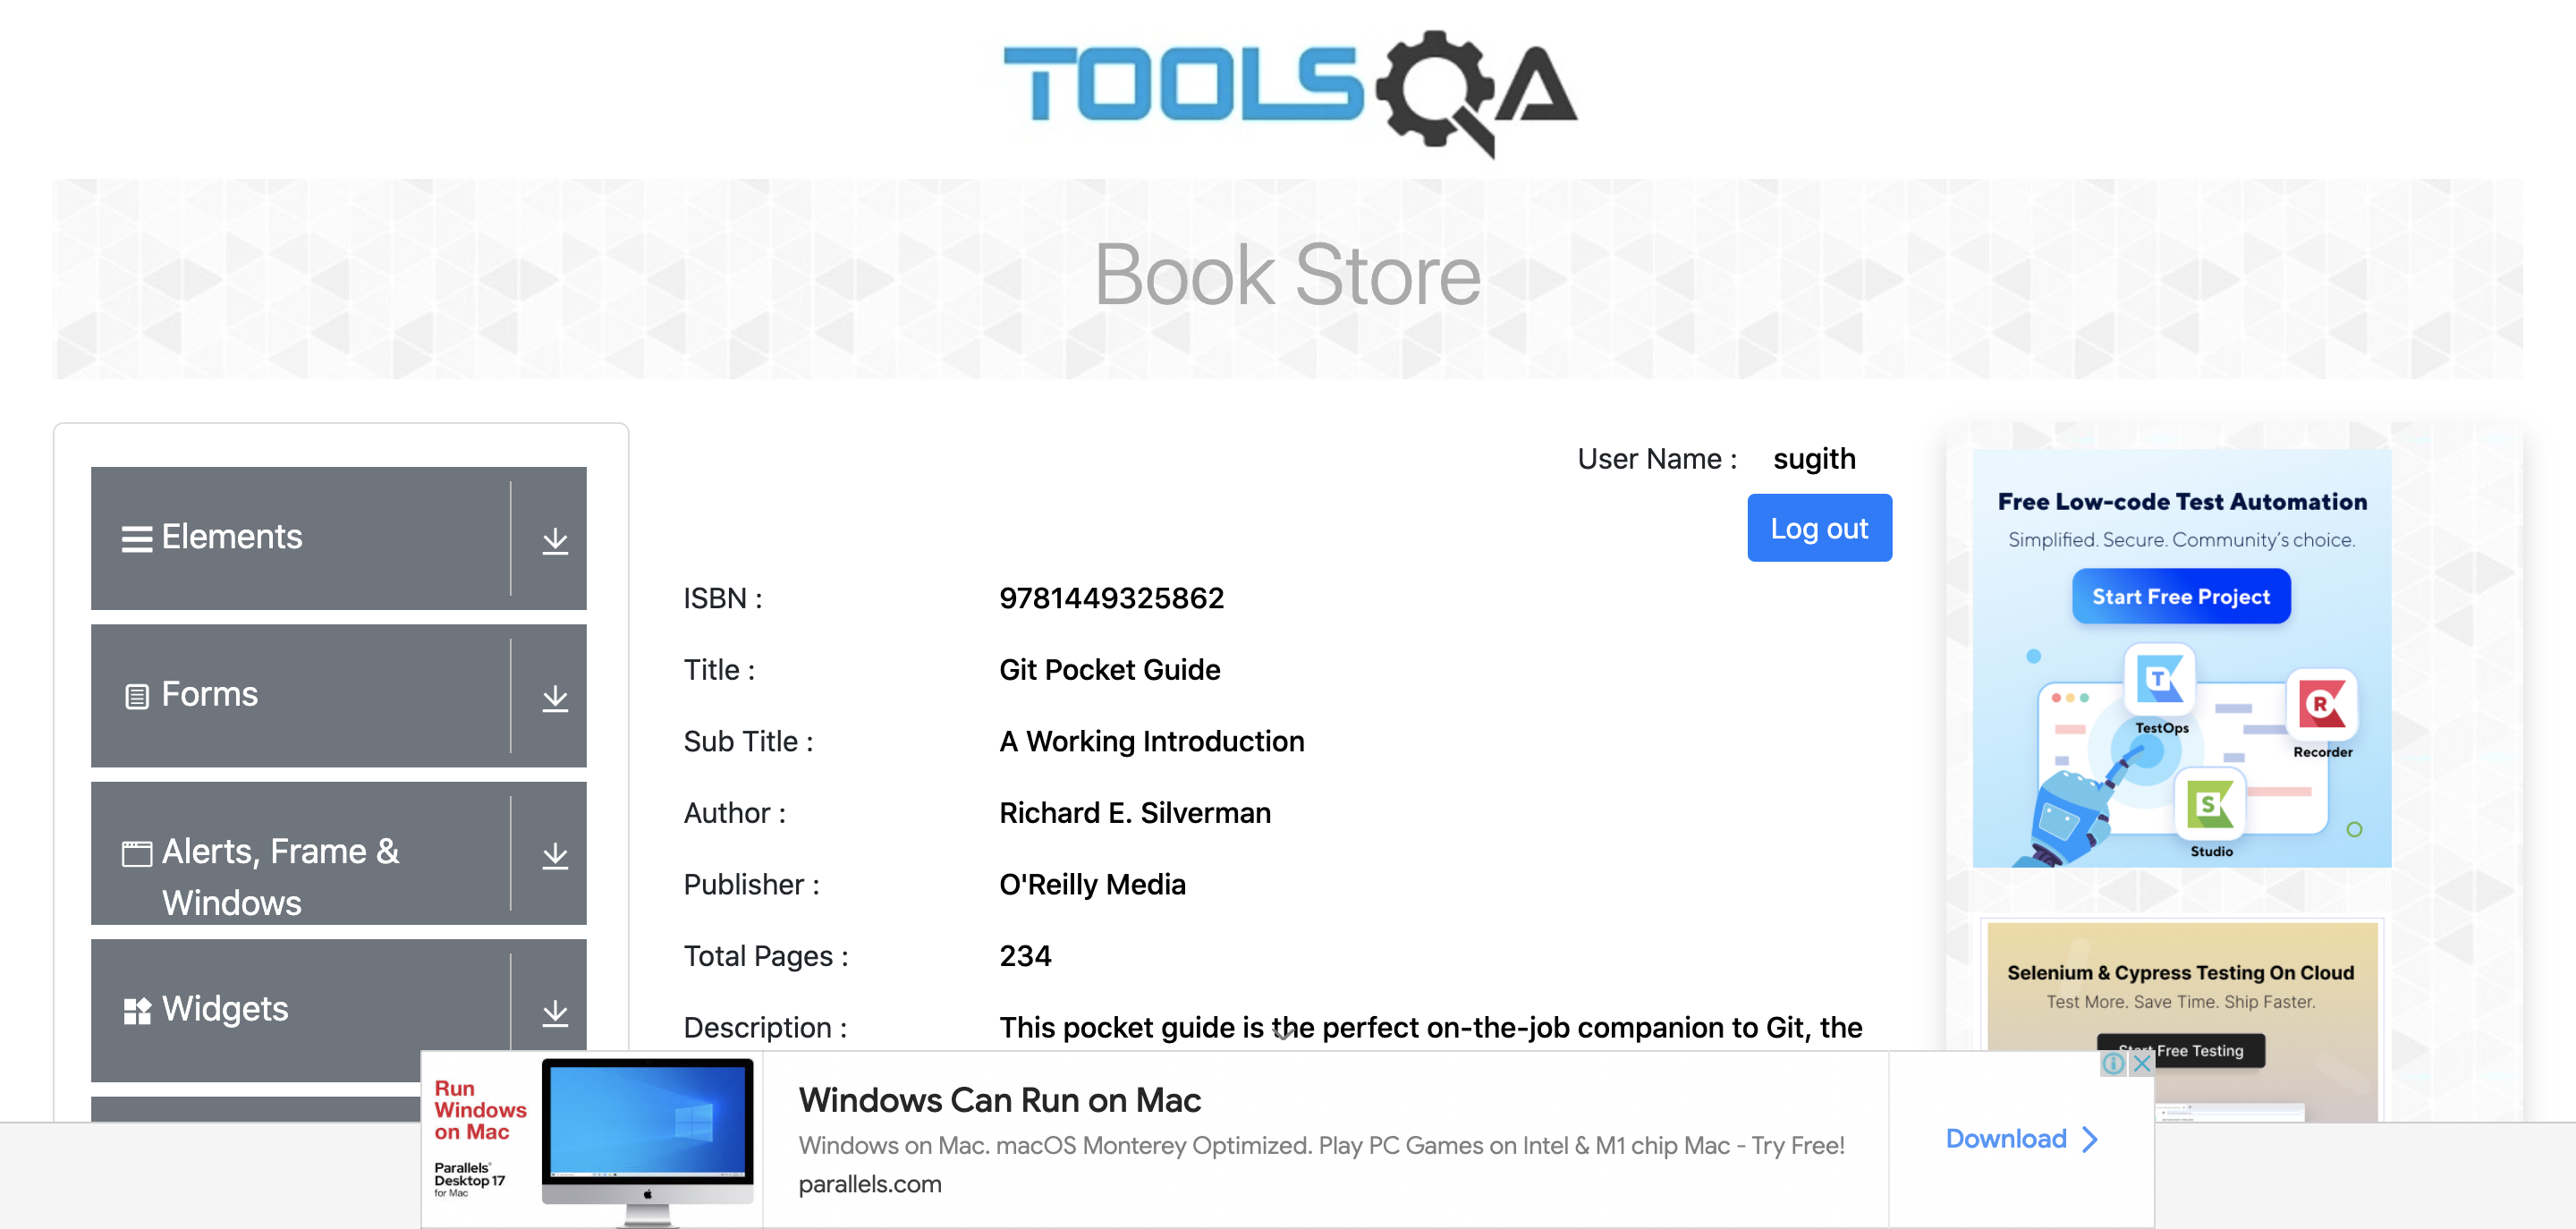 TOOLSQA
Book Store
User Name : sugith
Log out
Elements
Forms
Alerts, Frame &
Windows
Widgets
ISBN : 9781449325862
Title : Git Pocket Guide
Sub Title : A Working Introduction
Author : Richard E. Silverman
Publisher : O'Reilly Media
Total Pages : 234
Description : This pocket guide is the perfect on-the-job companion to Git, the
Free Low-code Test Automation
Simplified. Secure. Community's choice.
Start Free Project
T
TestOps
R
Recorder
S
Studio
Selenium & Cypress Testing On Cloud
Test More. Save Time. Ship Faster.
Start Free Testing
Run
Windows
on Mac
Parallels®
Desktop 17
for Mac
Windows Can Run on Mac
Windows on Mac. macOS Monterey Optimized. Play PC Games on Intel & M1 chip Mac - Try Free!
parallels.com
Download